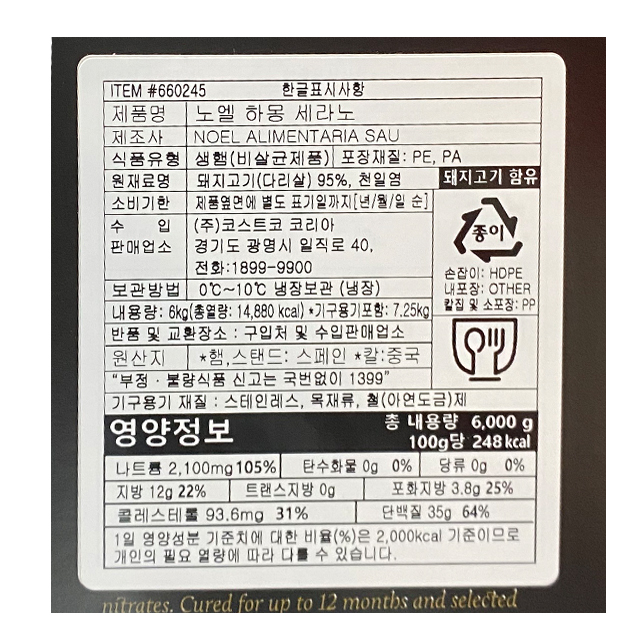 ITEM #660245 한글표시사항
제품명 노엘 하몽 세라노
제조사 NOEL ALIMENTARIA SAU
식품유형 생햄(비살균제품) 포장재질: PE, PA
원재료명 돼지고기(다리살) 95%, 천일염 돼지고기 함유
소비기한 제품옆면에 별도 표기일까지[년/월/일 순]
수 입 (주)코스트코 코리아
판매업소 경기도 광명시 일직로 40,
전화:1899-9900
종이
손잡이: HDPE
내포장: OTHER
칼집 및 소포장: PP
보관방법 0℃~10℃ 냉장보관 (냉장)
내용량: 6kg(총열량: 14,880 kcal) *기구용기포함: 7.25kg
반품 및 교환장소 : 구입처 및 수입판매업소
원산지 *햄,스탠드: 스페인 *칼:중국
“부정 · 불량식품 신고는 국번없이 1399”
기구용기 재질 : 스테인레스, 목재류, 철(아연도금)제
영양정보 총 내용량 6,000 g
100g당 248 kcal
나트륨 2,100mg 105% 탄수화물 0g 0% 당류 0g 0%
지방 12g 22% 트랜스지방 0g 포화지방 3.8g 25%
콜레스테롤 93.6mg 31% 단백질 35g 64%
1일 영양성분 기준치에 대한 비율(%)은 2,000kcal 기준이므로
개인의 필요 열량에 따라 다를 수 있습니다.
nitrates. Cured for up to 12 months and selected